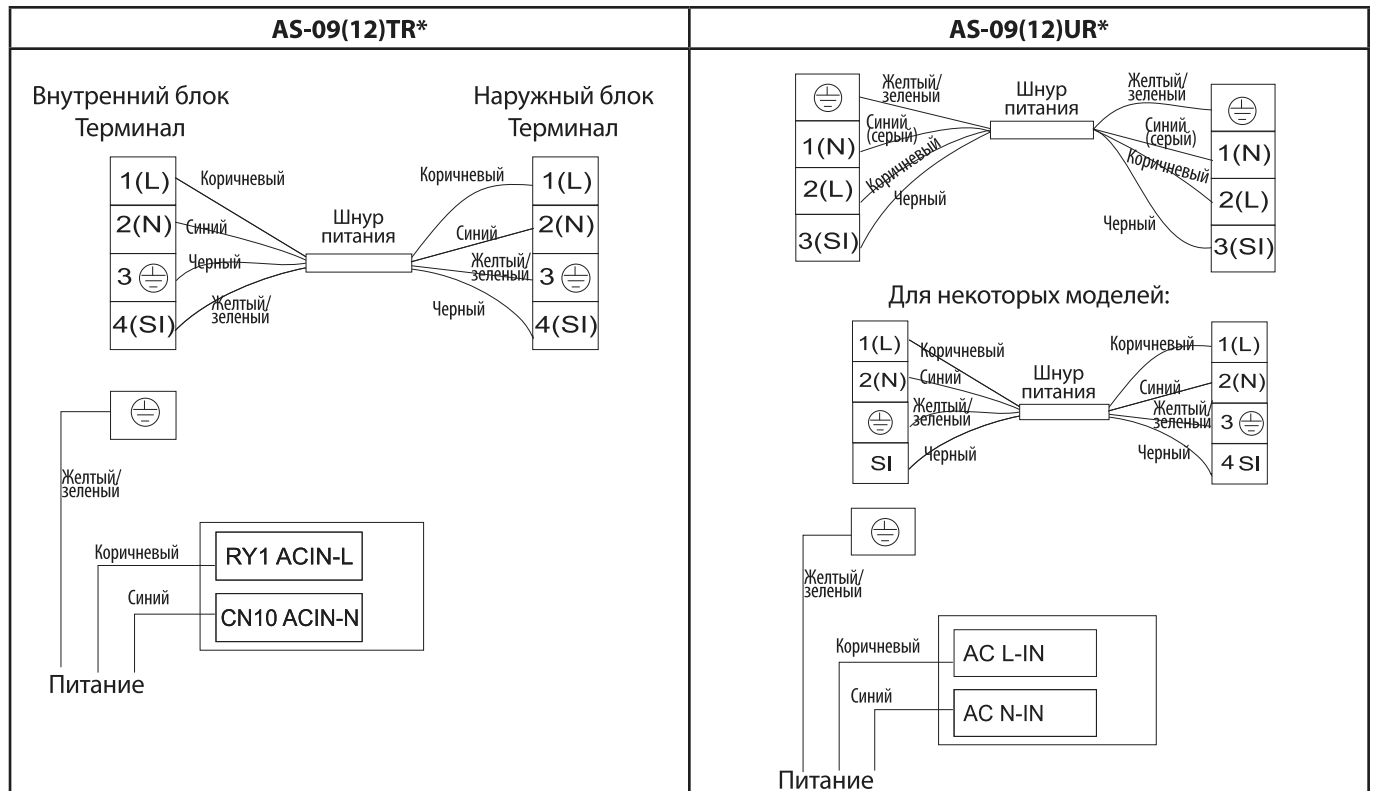 AS-09(12)TR*
Внутренний блок
Терминал
Наружный блок
Терминал
1(L)
2(N)
3
4(SI)
Коричневый
Синий
Черный
Желтый/
зеленый
Шнур
питания
Коричневый
Синий
Желтый/
зеленый
Черный
1(L)
2(N)
3
4(SI)
Желтый/
зеленый
Коричневый
Синий
RY1 ACIN-L
CN10 ACIN-N
Питание
AS-09(12)UR*
1(N)
2(L)
3(SI)
Желтый/
зеленый
Синий
(серый)
Коричневый
Черный
Шнур
питания
Желтый/
зеленый
Синий
(серый)
Коричневый
Черный
1(N)
2(L)
3(SI)
Для некоторых моделей:
1(L)
2(N)
SI
Коричневый
Синий
Желтый/
зеленый
Черный
Шнур
питания
Коричневый
Синий
Желтый/
зеленый
Черный
1(L)
2(N)
3
4 SI
Желтый/
зеленый
Коричневый
Синий
AC L-IN
AC N-IN
Питание